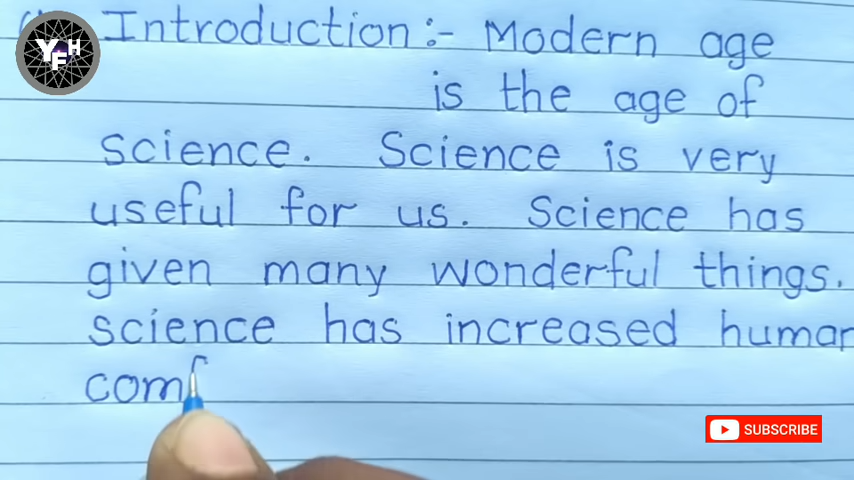 Introduction :- Modern age
is the age of
science. Science is very
useful for us. Science has
given many wonderful things.
science has increased human
comf
YFH
SUBSCRIBE